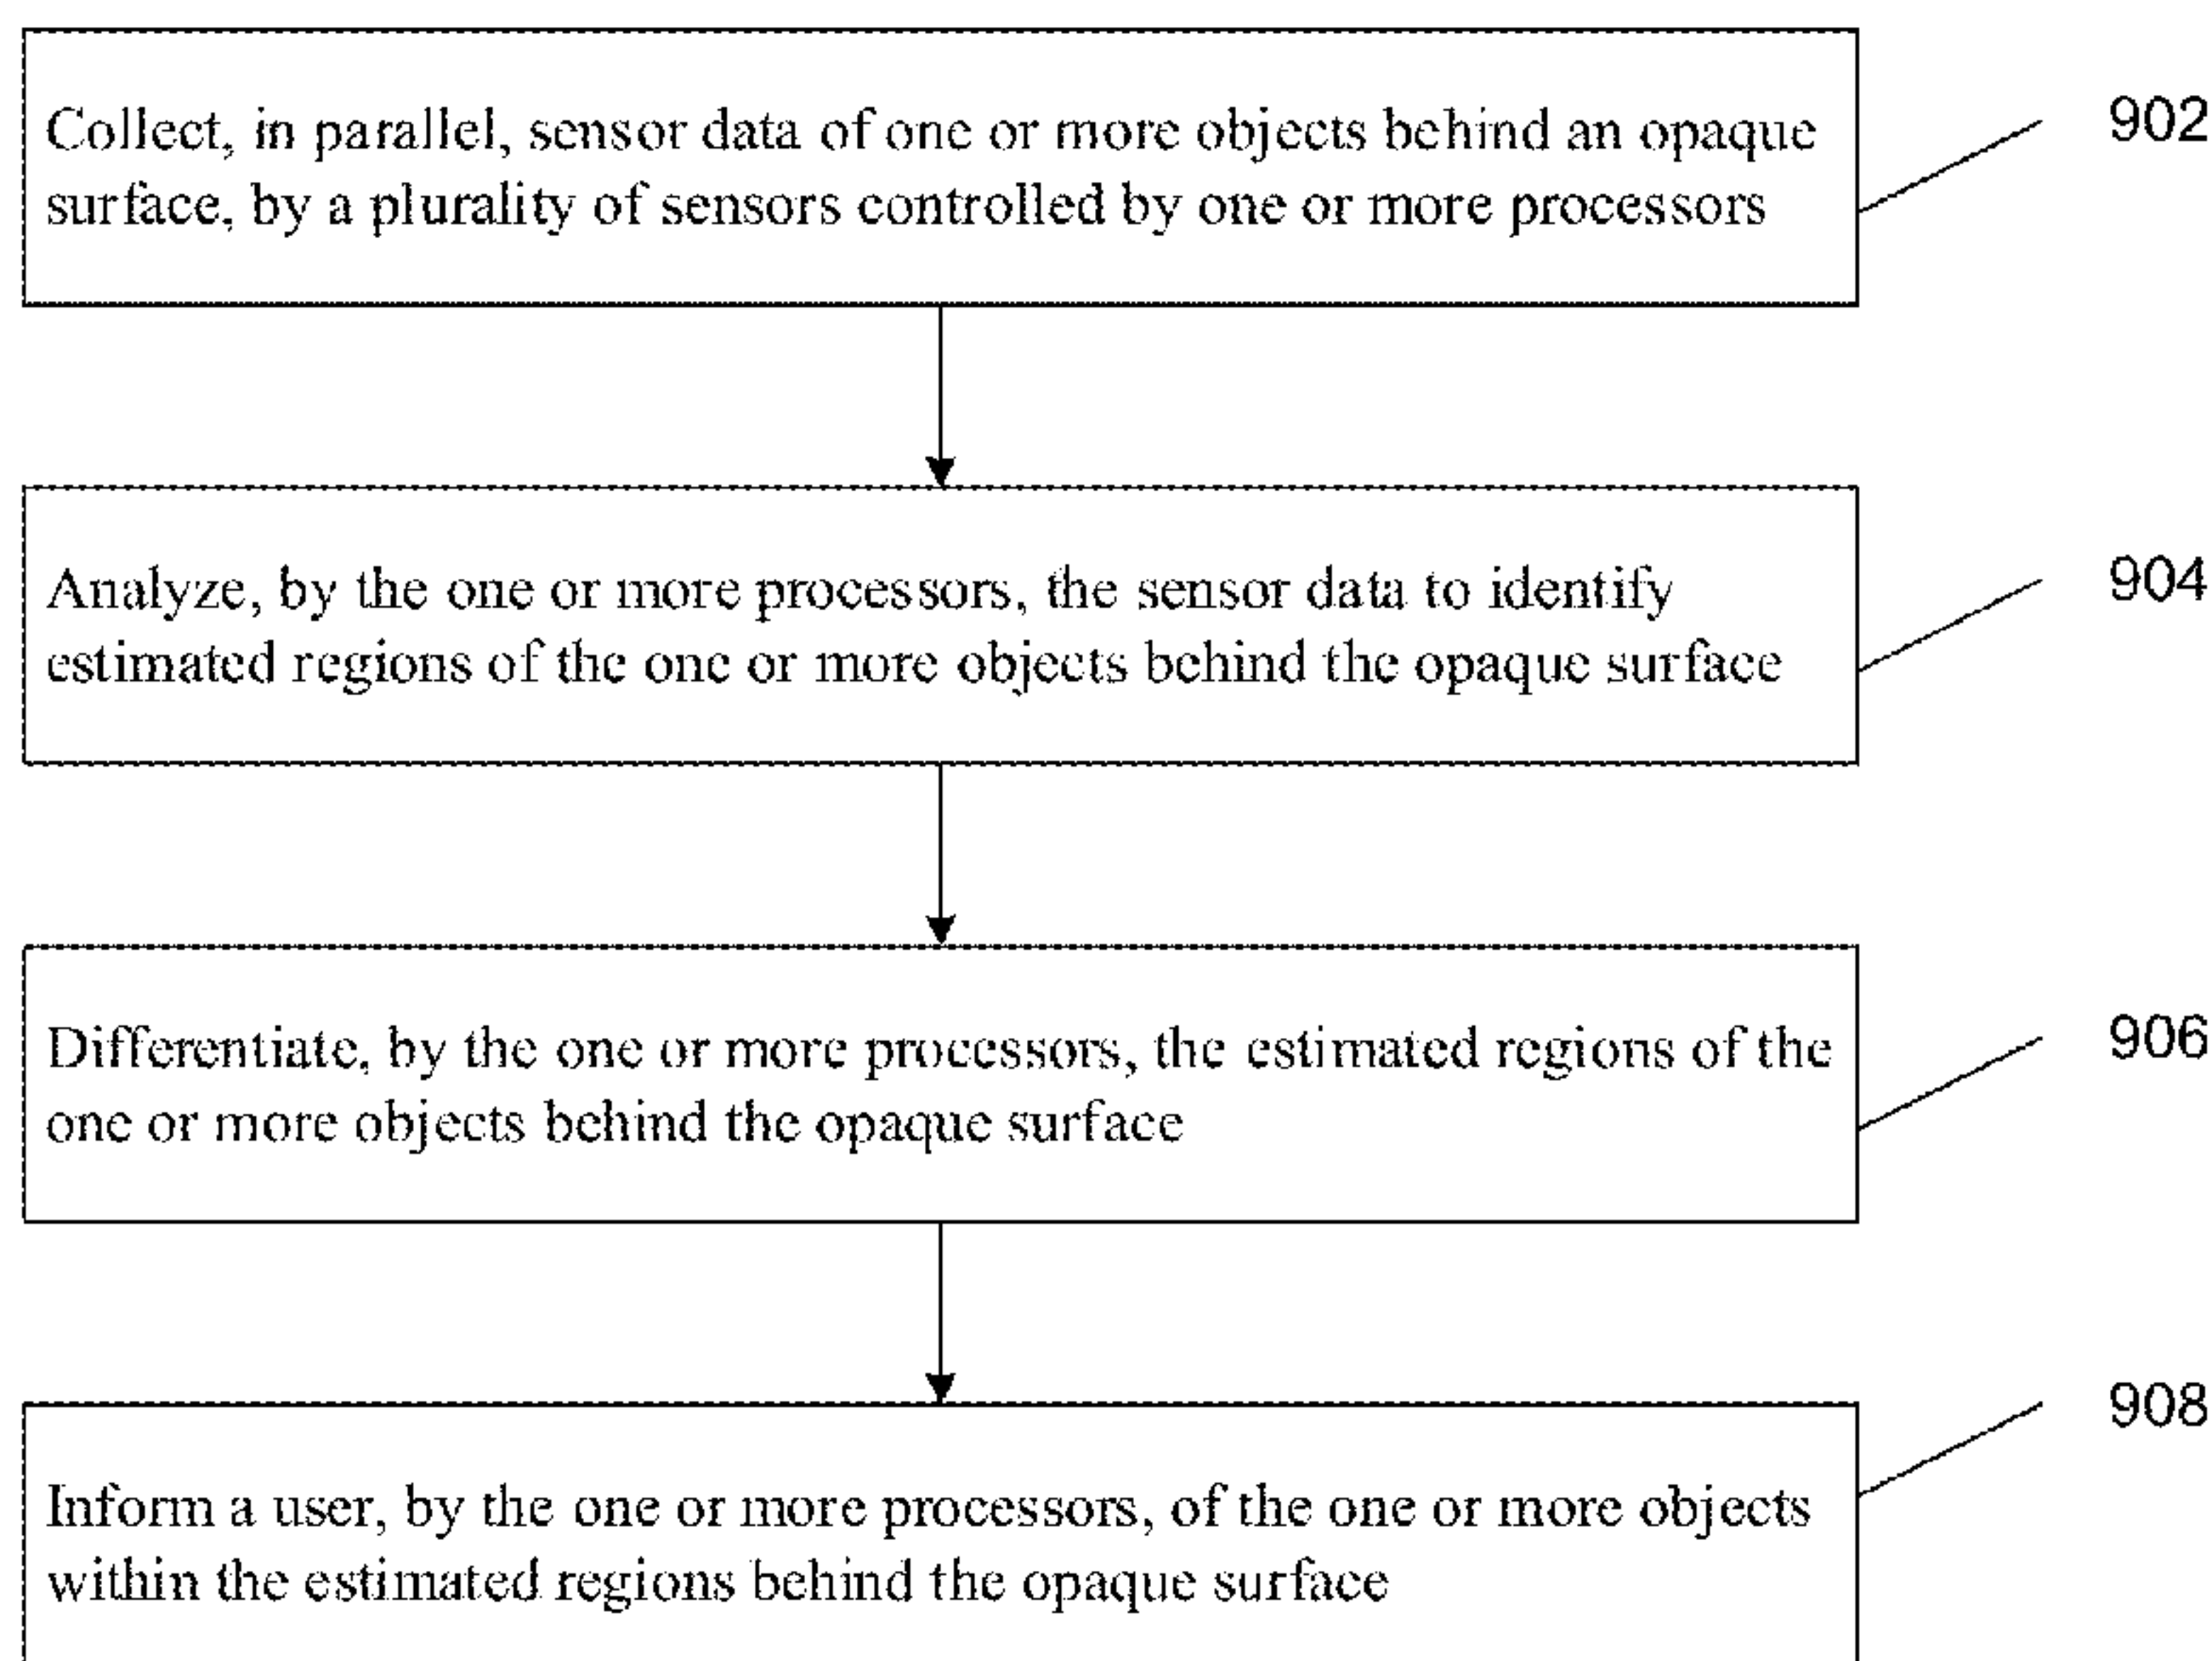 Collect, in parallel, sensor data of one or more objects behind an opaque
surface, by a plurality of sensors controlled by one or more processors
902
Analyze, by the one or more processors, the sensor data to identify
estimated regions of the one or more objects behind the opaque surface
904
Differentiate, by the one or more processors, the estimated regions of the
one or more objects behind the opaque surface
906
Inform a user, by the one or more processors, of the one or more objects
within the estimated regions behind the opaque surface
908